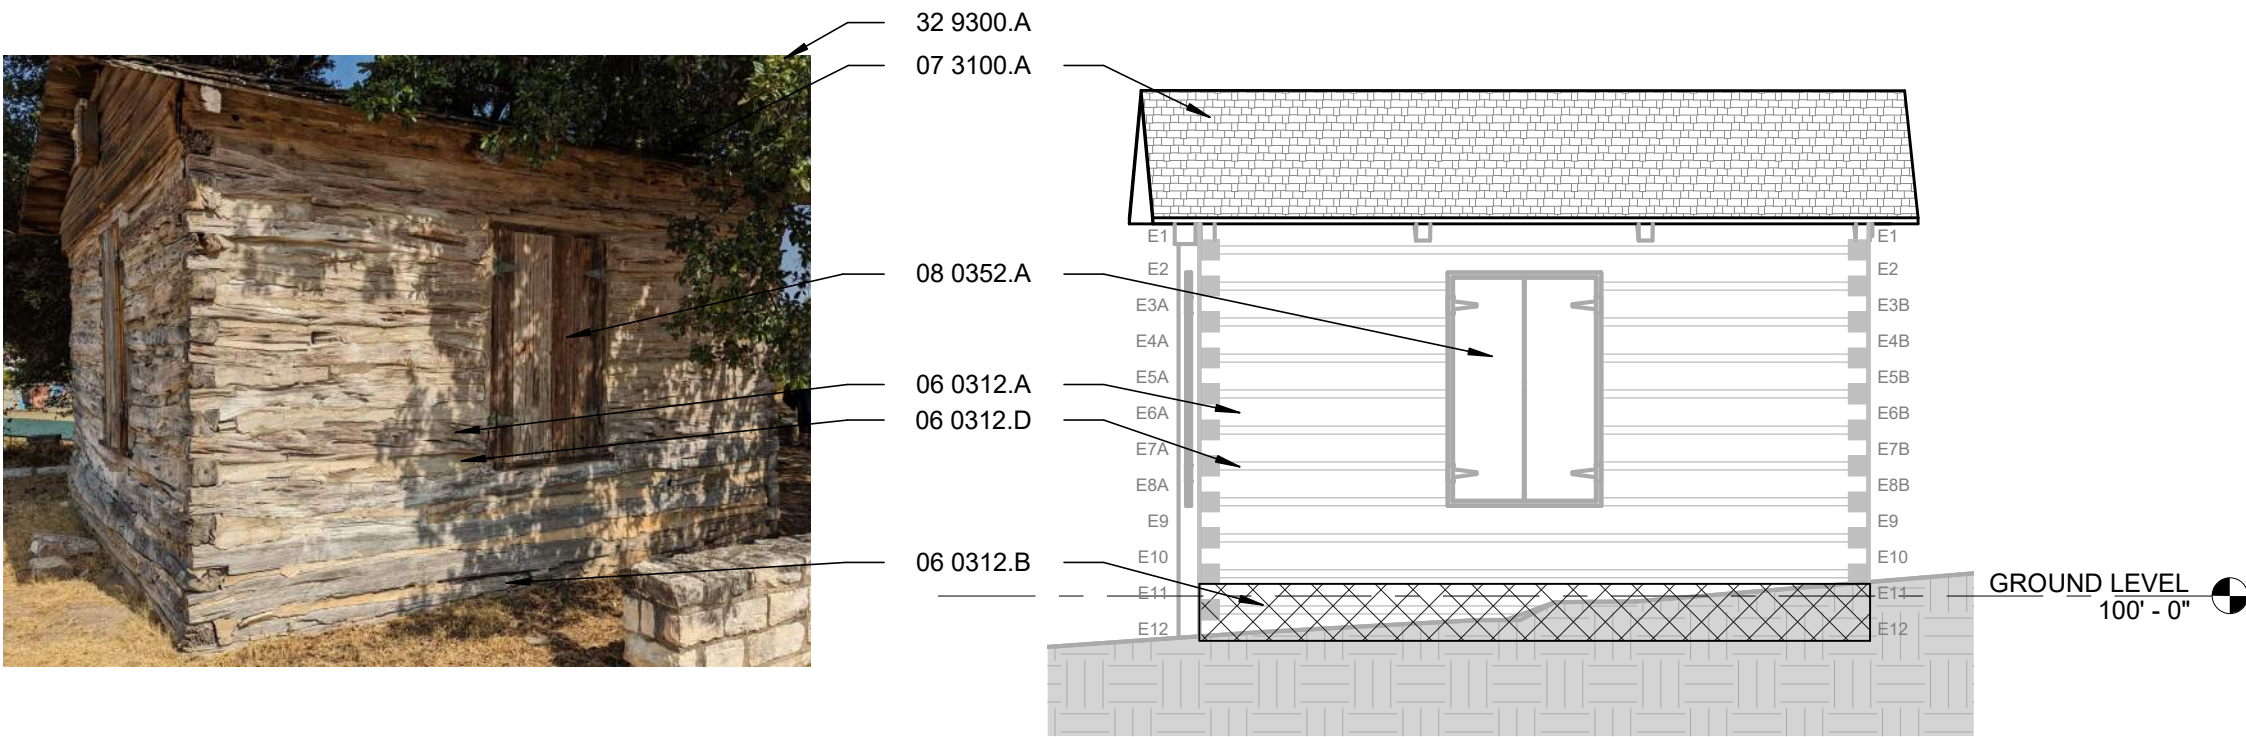 32 9300.A
07 3100.A
08 0352.A
06 0312.A
06 0312.D
06 0312.B
E1
E2
E3A
E4A
E5A
E6A
E7A
E8A
E9
E10
E11
E12
E1
E2
E3B
E4B
E5B
E6B
E7B
E8B
E9
E10
E11
E12
GROUND LEVEL
100' - 0"